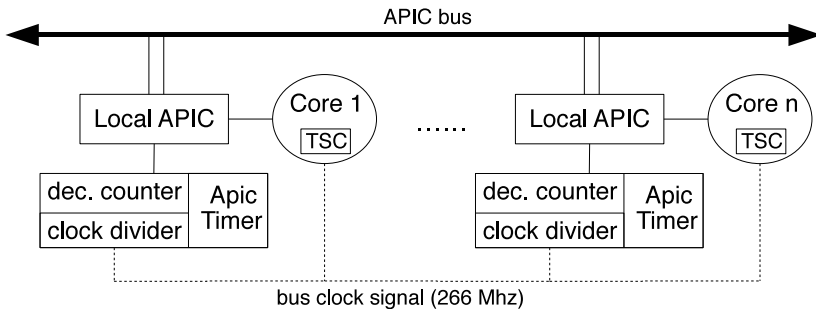 APIC bus
Local APIC
Core 1
TSC
......
Local APIC
Core n
TSC
dec. counter
clock divider
Apic
Timer
dec. counter
clock divider
Apic
Timer
bus clock signal (266 Mhz)